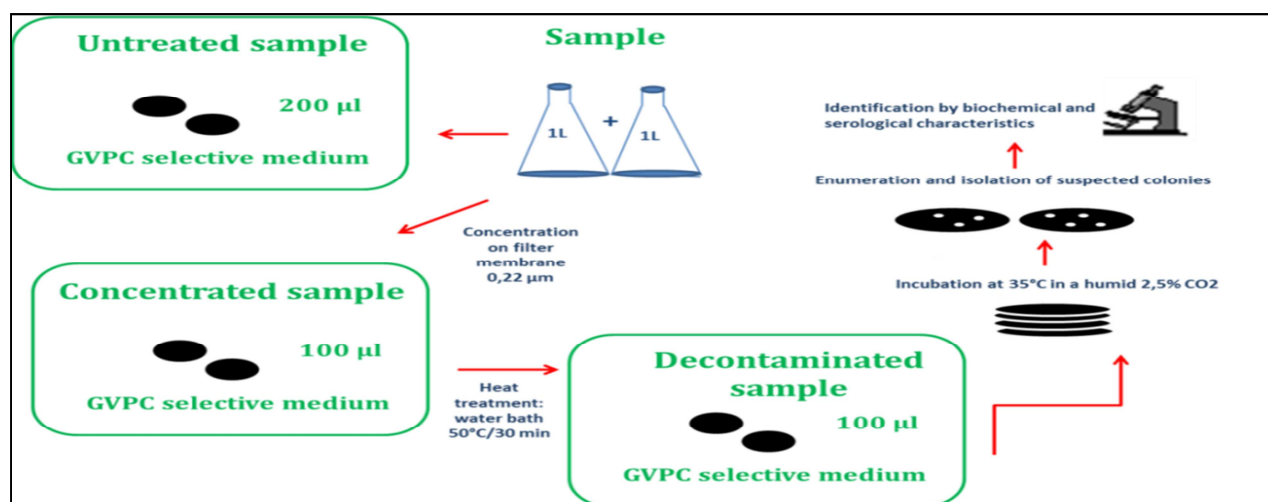 Untreated sample
200 µl
GVPC selective medium
Sample
1L
+
1L
Concentration
on filter
membrane
0,22 µm
Concentrated sample
100 µl
GVPC selective medium
Heat
treatment:
water bath
50°C/30 min
Decontaminated
sample
100 µl
GVPC selective medium
Incubation at 35°C in a humid 2,5% CO2
Enumeration and isolation of suspected colonies
Identification by biochemical and
serological characteristics